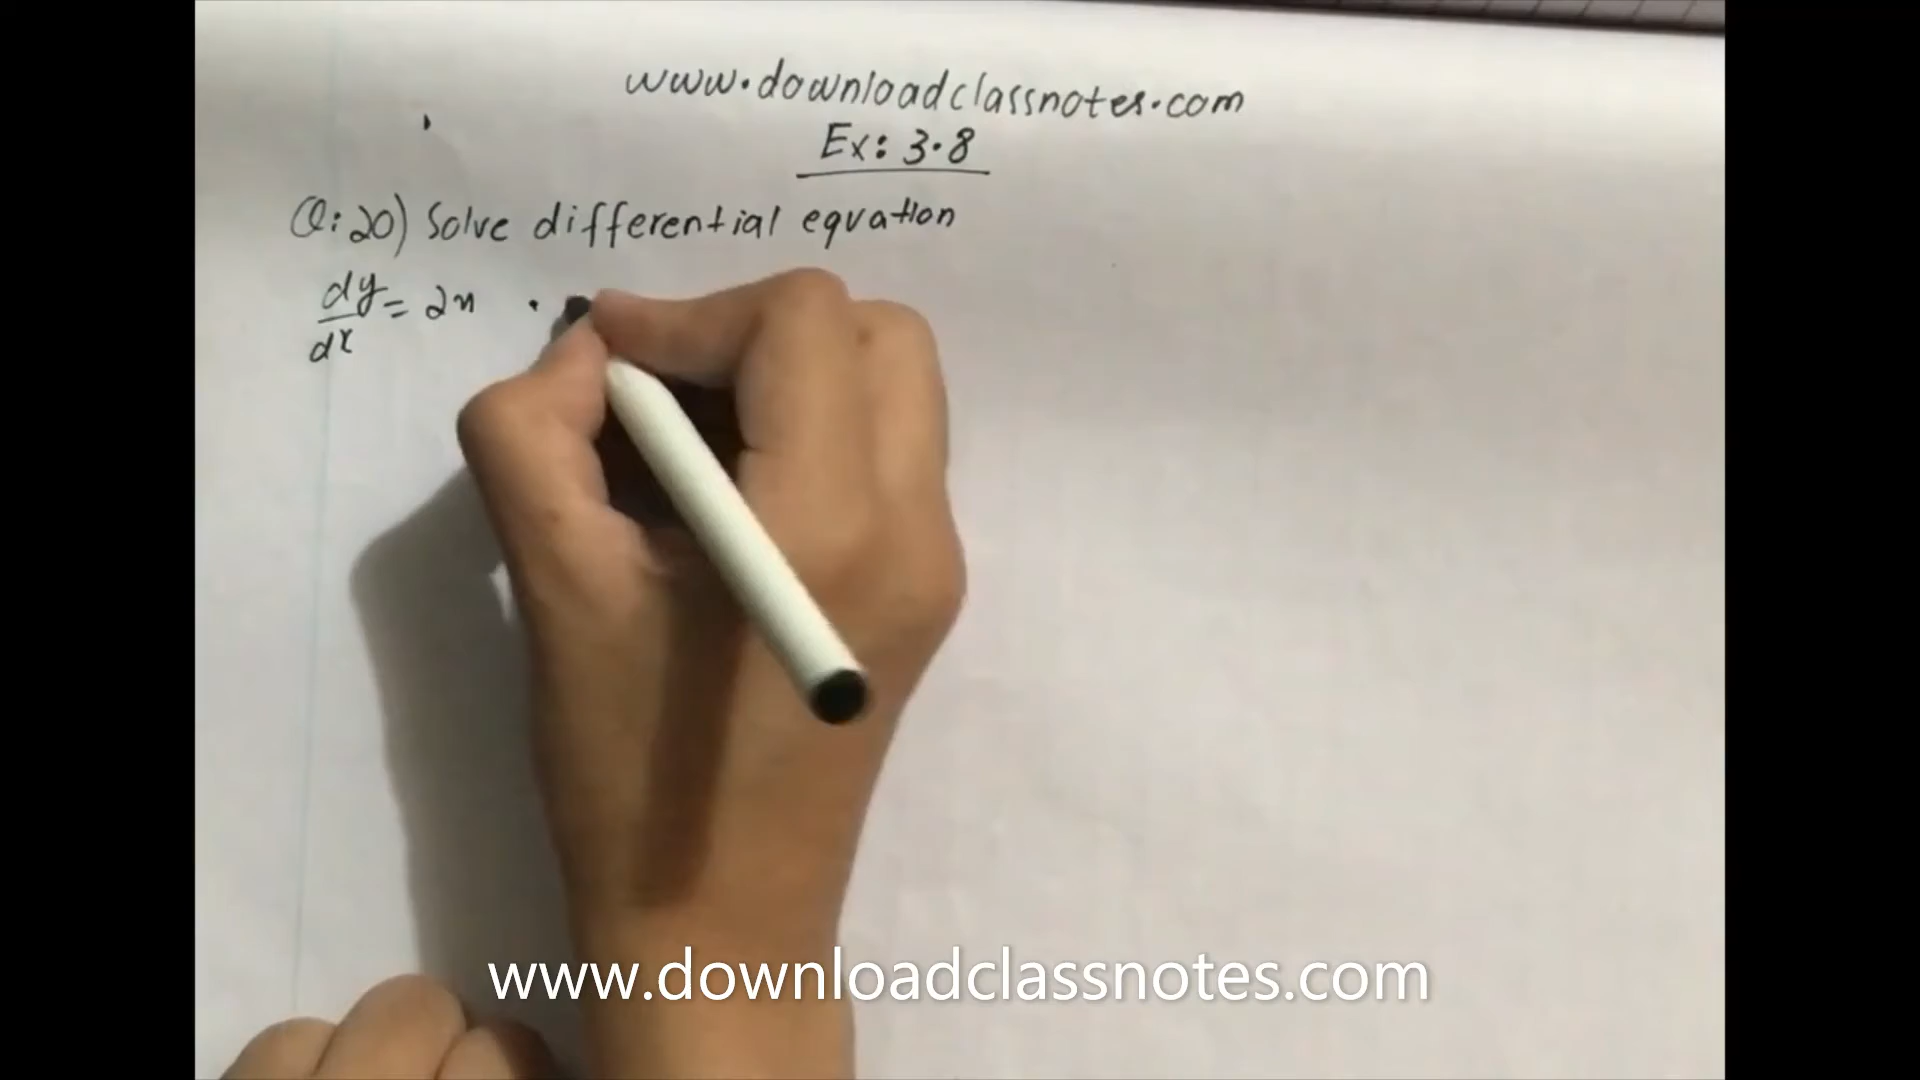 www.downloadclassnotes.com
Ex: 3.8
Q:20) Solve differential equation
dy/dx = 2x
www.downloadclassnotes.com